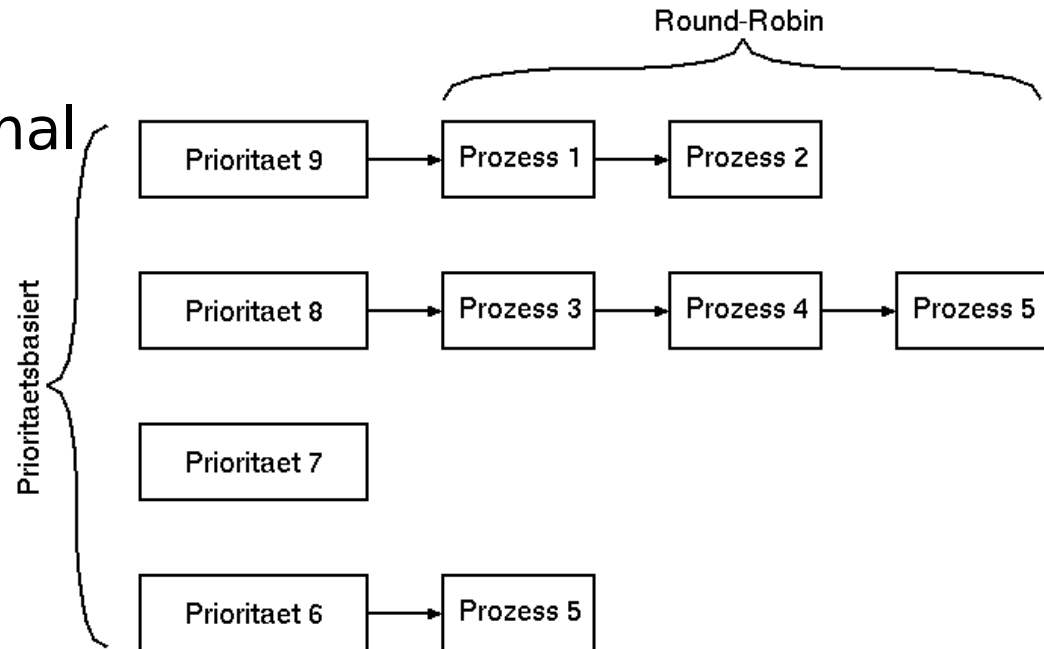 Round-Robin
nal
Prioritaet 9
Prozess 1
Prozess 2
Prioritaetsbasiert
Prioritaet 8
Prozess 3
Prozess 4
Prozess 5
Prioritaet 7
Prioritaet 6
Prozess 5